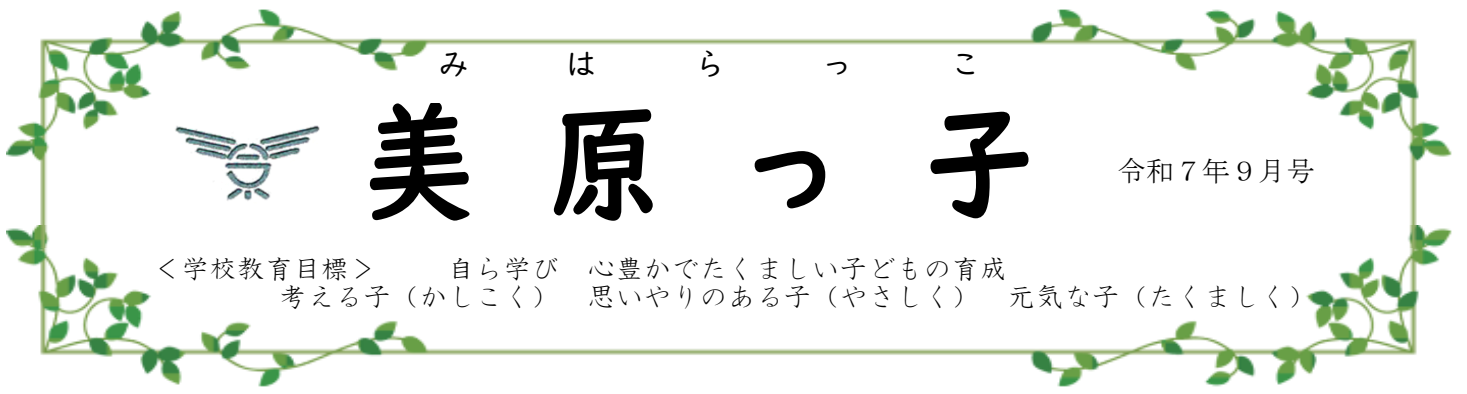 みはらっこ
美原っ子
令和７年９月号
＜学校教育目標＞　　自ら学び　心豊かでたくましい子どもの育成
考える子（かしこく）　思いやりのある子（やさしく）　元気な子（たくましく）